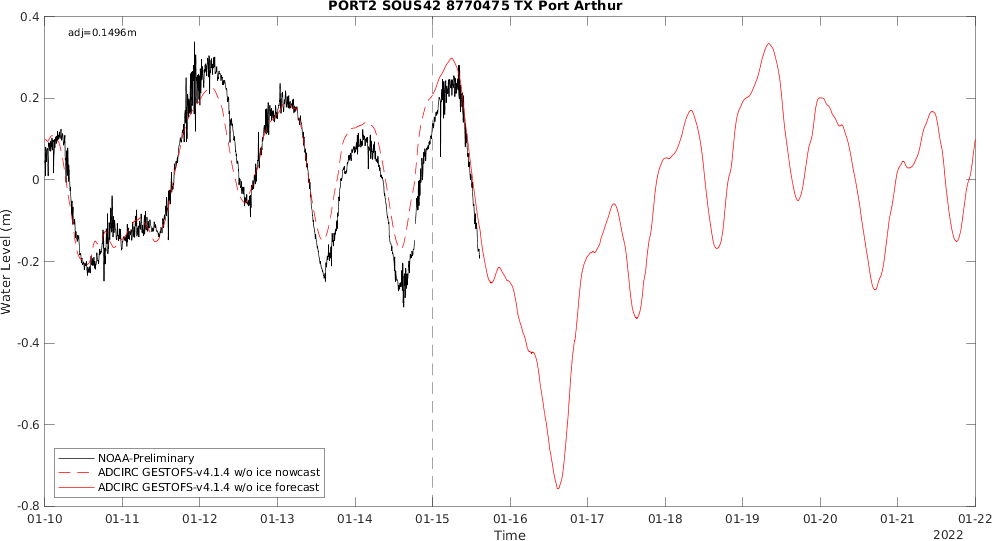 PORT2 SOUS42 8770475 TX Port Arthur
adj=0.1496m
0.4
0.2
0
-0.2
-0.4
-0.6
-0.8
Water Level (m)
NOAA-Preliminary
ADCIRC GESTOFS-v4.1.4 w/o ice nowcast
ADCIRC GESTOFS-v4.1.4 w/o ice forecast
01-10 01-11 01-12 01-13 01-14 01-15 01-16 01-17 01-18 01-19 01-20 01-21 01-22
Time
2022